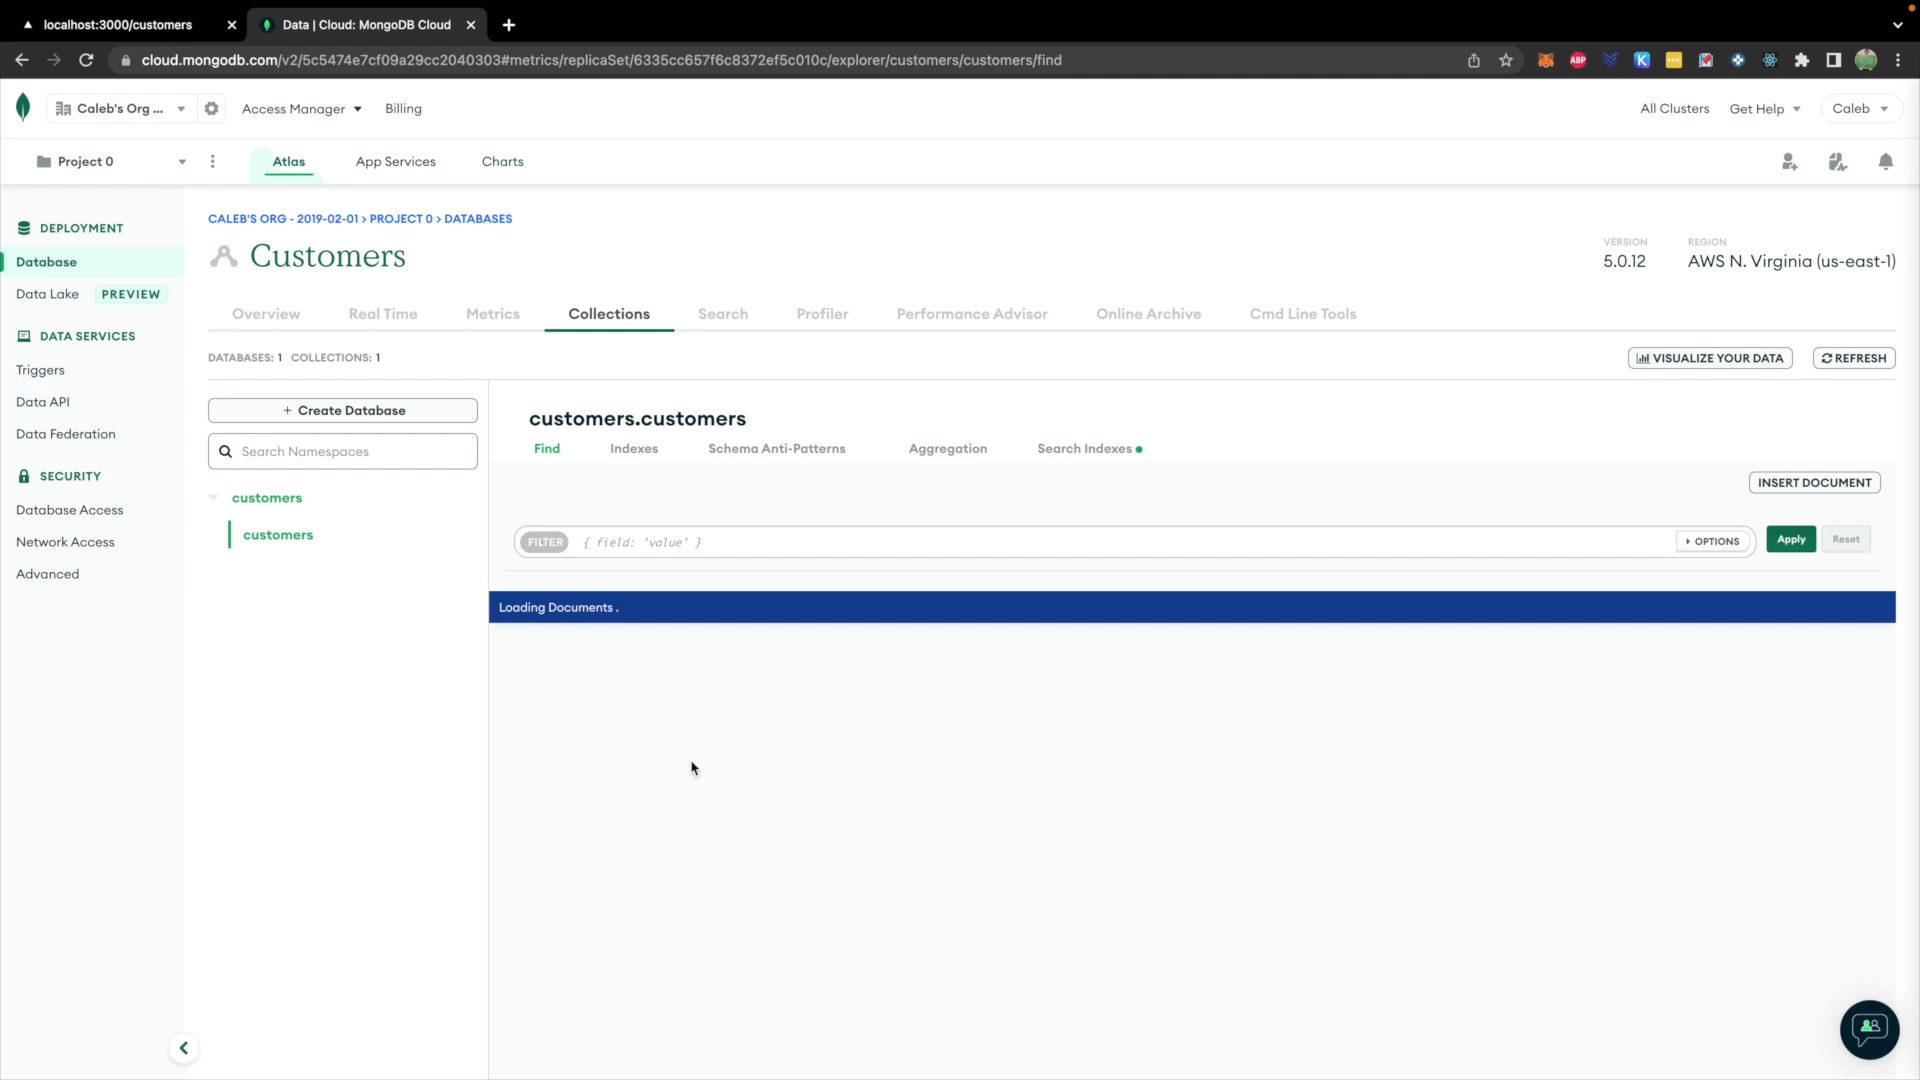 localhost:3000/customers
Data | Cloud: MongoDB Cloud
cloud.mongodb.com/v2/5c5474e7cf09a29cc2040303#metrics/replicaSet/6335cc657f6c8372ef5c010c/explorer/customers/customers/find
ABP
K
Caleb's Org ...
Access Manager
Billing
All Clusters
Get Help
Caleb
Project 0
Atlas
App Services
Charts
DEPLOYMENT
Database
Data Lake PREVIEW
DATA SERVICES
Triggers
Data API
Data Federation
SECURITY
Database Access
Network Access
Advanced
CALEB'S ORG - 2019-02-01 > PROJECT 0 > DATABASES
Customers
VERSION
5.0.12
REGION
AWS N. Virginia (us-east-1)
Overview
Real Time
Metrics
Collections
Search
Profiler
Performance Advisor
Online Archive
Cmd Line Tools
DATABASES: 1 COLLECTIONS: 1
VISUALIZE YOUR DATA
REFRESH
+ Create Database
Search Namespaces
customers
customers
customers.customers
Find
Indexes
Schema Anti-Patterns
Aggregation
Search Indexes
INSERT DOCUMENT
FILTER
{ field: 'value' }
OPTIONS
Apply
Reset
Loading Documents .